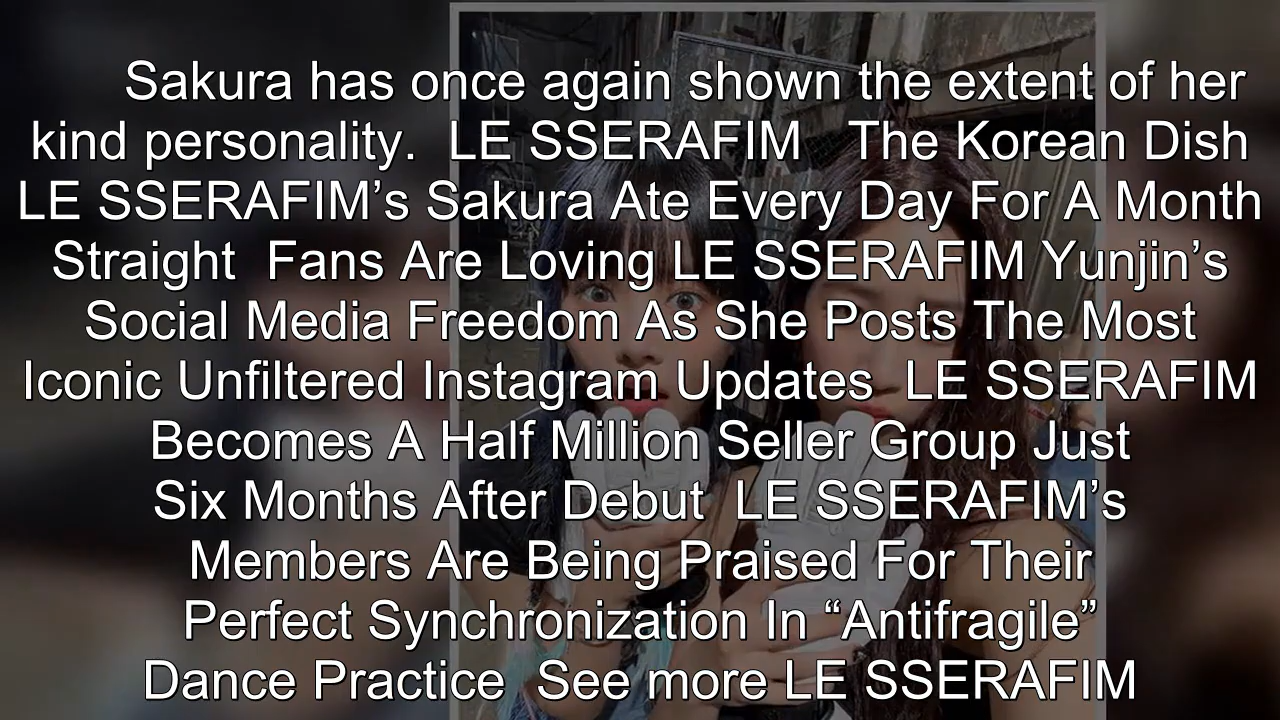 Sakura has once again shown the extent of her
kind personality. LE SSERAFIM The Korean Dish
LE SSERAFIM’s Sakura Ate Every Day For A Month
Straight Fans Are Loving LE SSERAFIM Yunjin’s
Social Media Freedom As She Posts The Most
Iconic Unfiltered Instagram Updates LE SSERAFIM
Becomes A Half Million Seller Group Just
Six Months After Debut LE SSERAFIM’s
Members Are Being Praised For Their
Perfect Synchronization In “Antifragile”
Dance Practice See more LE SSERAFIM